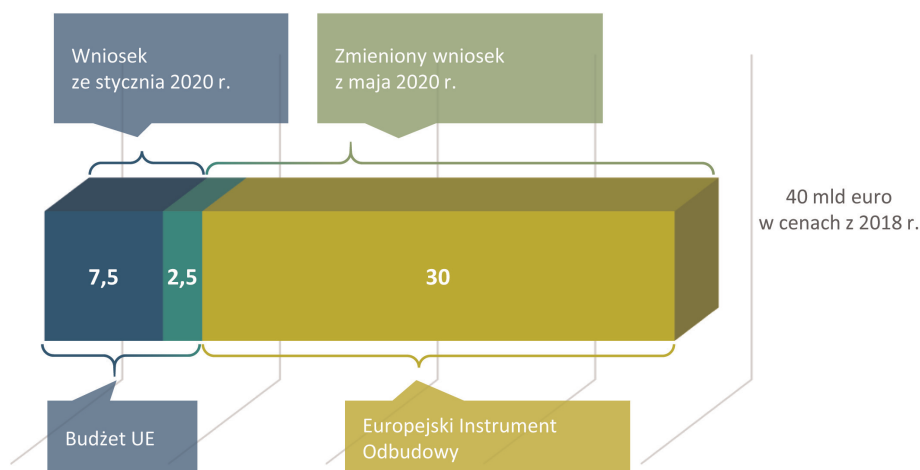 Wniosek
ze stycznia 2020 r.
Zmieniony wniosek
z maja 2020 r.
7,5
2,5
30
40 mld euro
w cenach z 2018 r.
Budżet UE
Europejski Instrument
Odbudowy